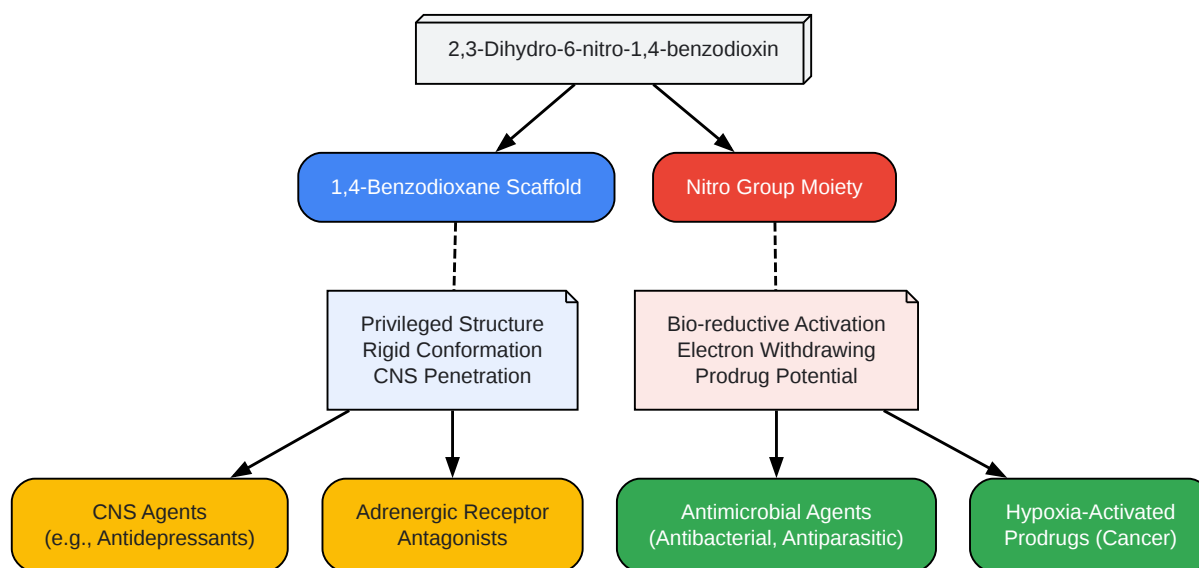 2,3-Dihydro-6-nitro-1,4-benzodioxin
1,4-Benzodioxane Scaffold
Nitro Group Moiety
Privileged Structure
Rigid Conformation
CNS Penetration
Bio-reductive Activation
Electron Withdrawing
Prodrug Potential
CNS Agents
(e.g., Antidepressants)
Adrenergic Receptor
Antagonists
Antimicrobial Agents
(Antibacterial, Antiparasitic)
Hypoxia-Activated
Prodrugs (Cancer)